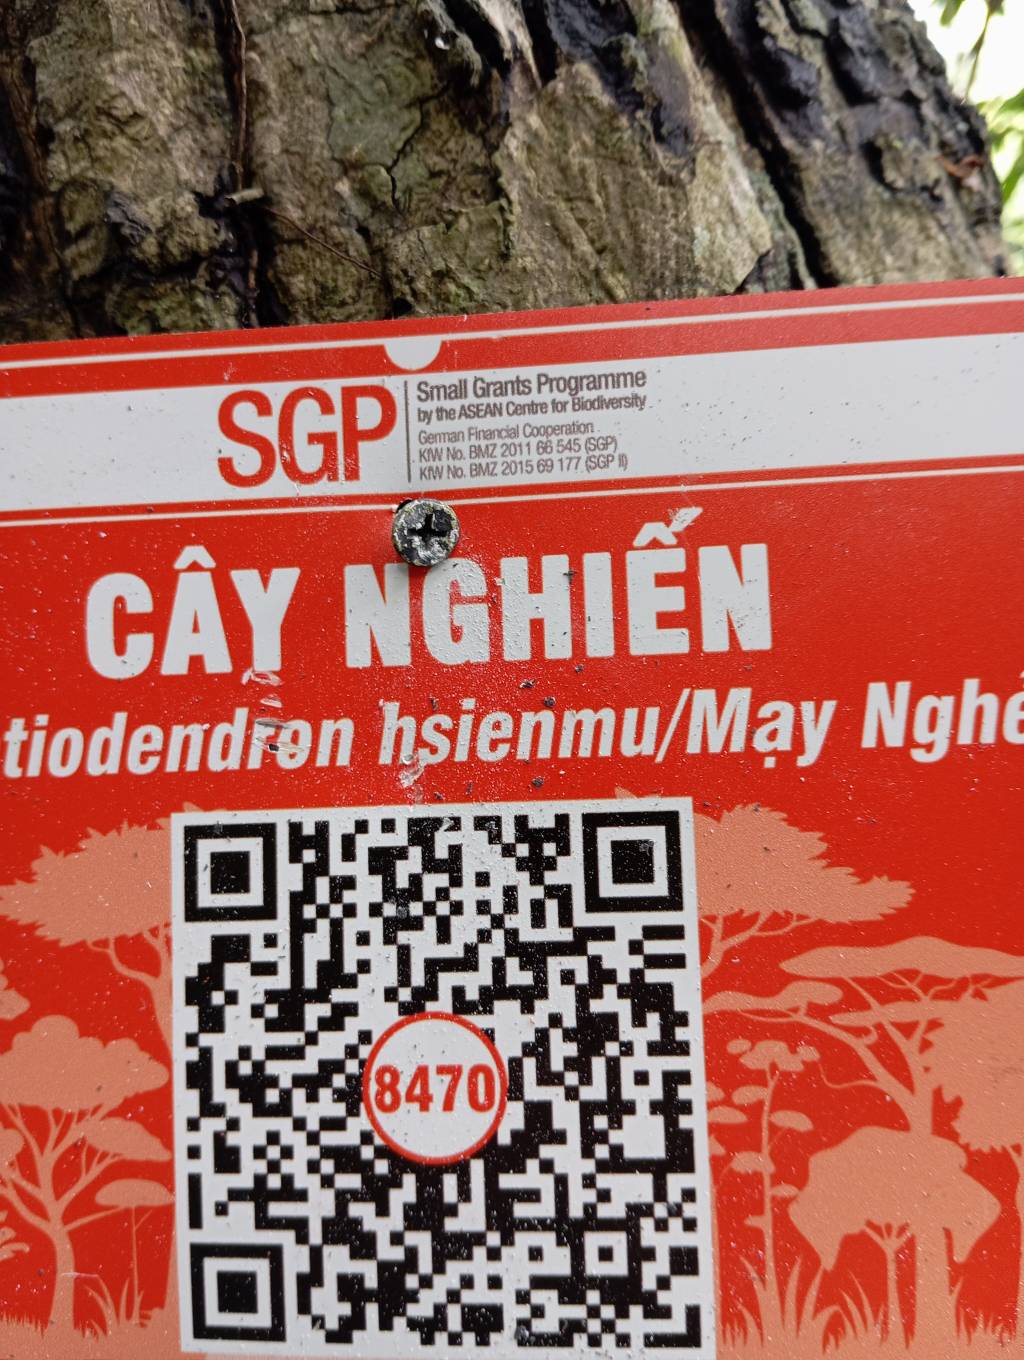 SGP
Small Grants Programme
by the ASEAN Centre for Biodiversity
German Financial Cooperation
KfW No. BMZ 2011 66 545 (SGP)
KfW No. BMZ 2015 69 177 (SGP II)
CÂY NGHIẾN
tiodendron hsienmu/Mạy Nghế
8470